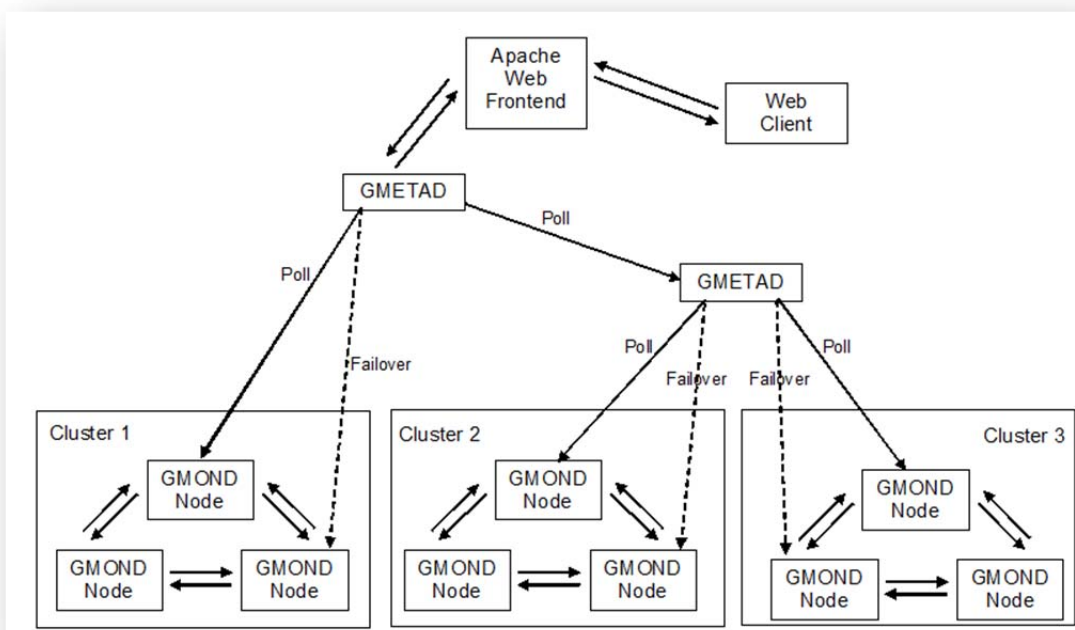 Apache
Web
Frontend
Web
Client
GMETAD
Poll
GMETAD
Poll
Failover
Poll
Failover
Failover
Poll
Cluster 1
GMOND
Node
GMOND
Node
GMOND
Node
Cluster 2
GMOND
Node
GMOND
Node
GMOND
Node
Cluster 3
GMOND
Node
GMOND
Node
GMOND
Node